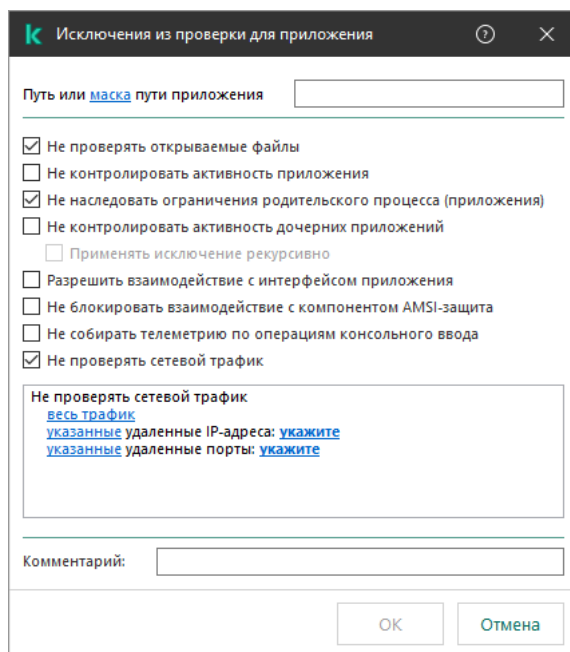 Исключения из проверки для приложения
Путь или маска пути приложения
Не проверять открываемые файлы
Не контролировать активность приложения
Не наследовать ограничения родительского процесса (приложения)
Не контролировать активность дочерних приложений
Применять исключение рекурсивно
Разрешить взаимодействие с интерфейсом приложения
Не блокировать взаимодействие с компонентом AMSI-защита
Не собирать телеметрию по операциям консольного ввода
Не проверять сетевой трафик
Не проверять сетевой трафик
весь трафик
указанные удаленные IP-адреса: укажите
указанные удаленные порты: укажите
Комментарий:
ОК Отмена